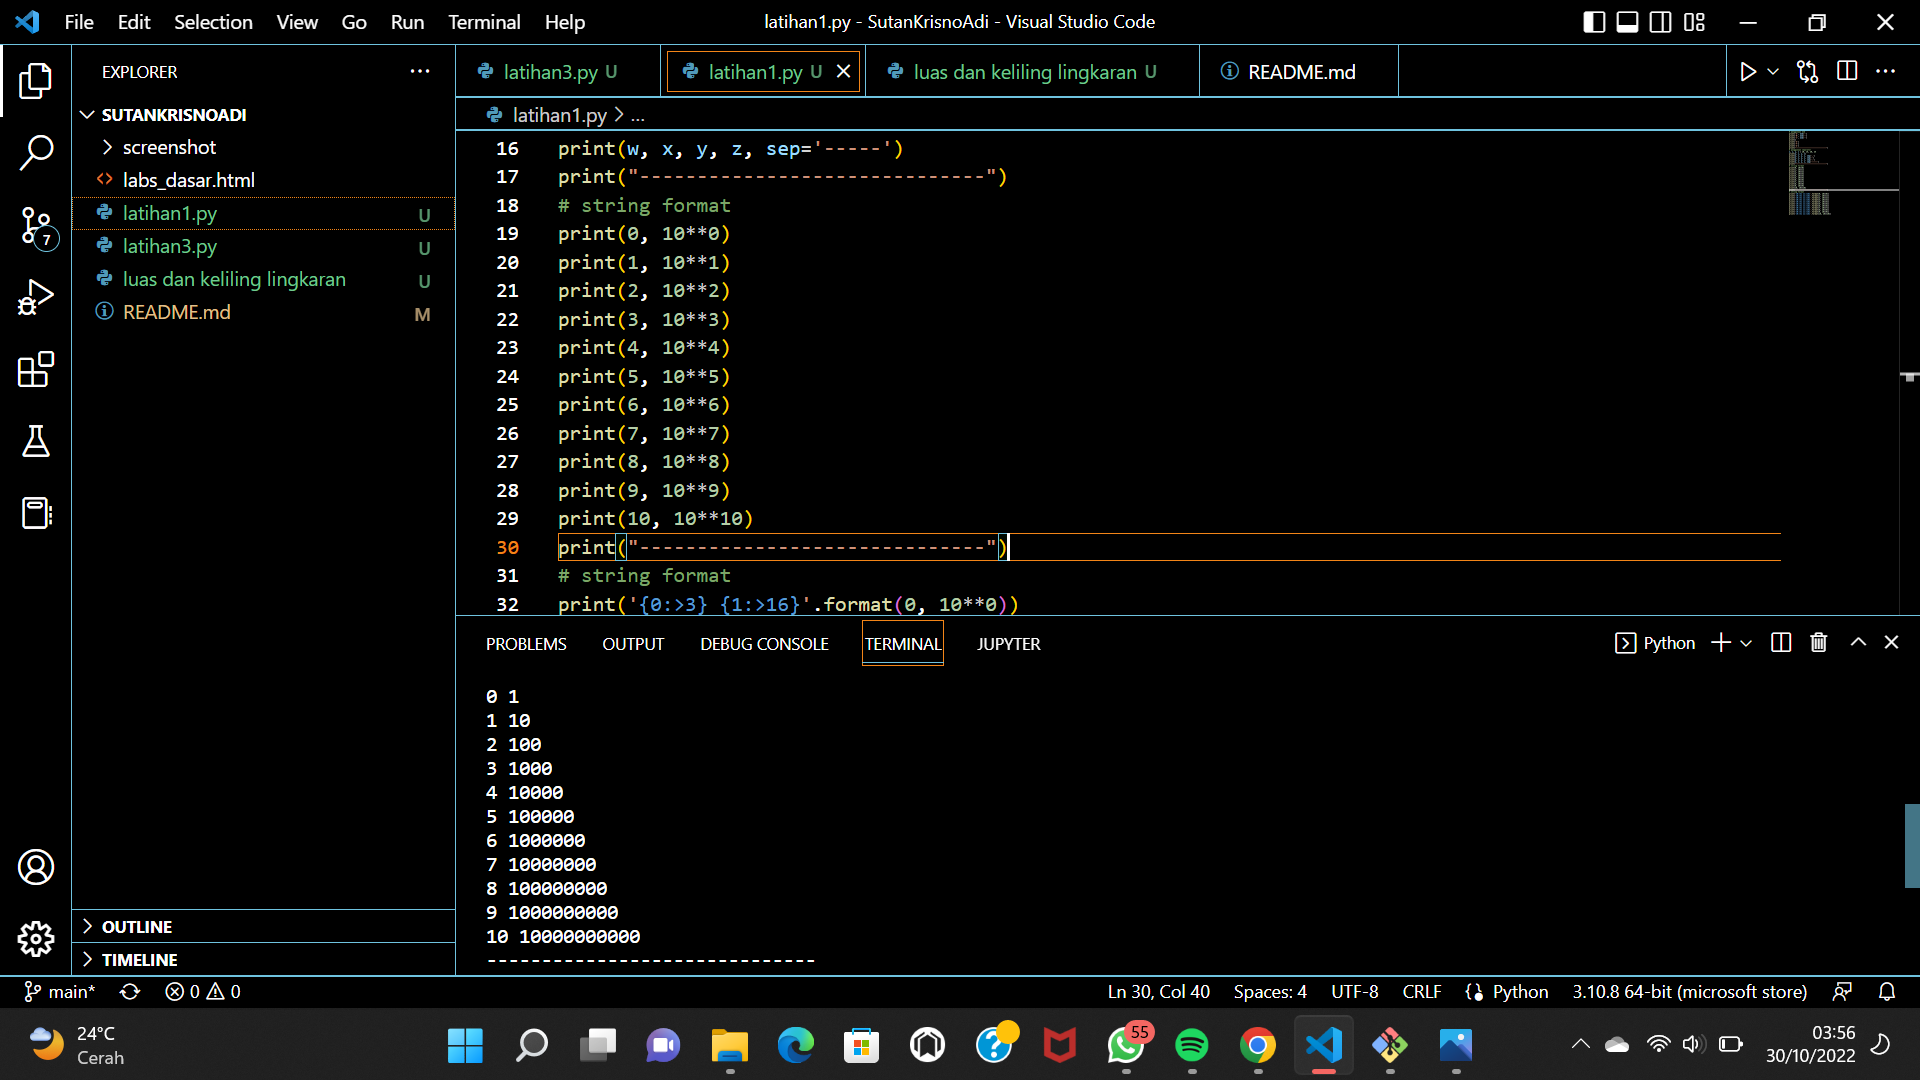 File Edit Selection View Go Run Terminal Help
latihan1.py - SutanKrisnoAdi - Visual Studio Code
EXPLORER
SUTANKRISNOADI
screenshot
labs_dasar.html
latihan1.py U
latihan3.py U
luas dan keliling lingkaran U
README.md M
OUTLINE
TIMELINE
7
latihan3.py U
latihan1.py U
luas dan keliling lingkaran U
README.md
latihan1.py > ...
16 print(w, x, y, z, sep='-----')
17 print("------------------------------")
18 # string format
19 print(0, 10**0)
20 print(1, 10**1)
21 print(2, 10**2)
22 print(3, 10**3)
23 print(4, 10**4)
24 print(5, 10**5)
25 print(6, 10**6)
26 print(7, 10**7)
27 print(8, 10**8)
28 print(9, 10**9)
29 print(10, 10**10)
30 print("------------------------------")
31 # string format
32 print('{0:>3} {1:>16}'.format(0, 10**0))
PROBLEMS OUTPUT DEBUG CONSOLE TERMINAL JUPYTER
Python
0 1
1 10
2 100
3 1000
4 10000
5 100000
6 1000000
7 10000000
8 100000000
9 1000000000
10 10000000000
------------------------------
main* 0 0
Ln 30, Col 40 Spaces: 4 UTF-8 CRLF Python 3.10.8 64-bit (microsoft store)
24°C
Cerah
55
03:56
30/10/2022